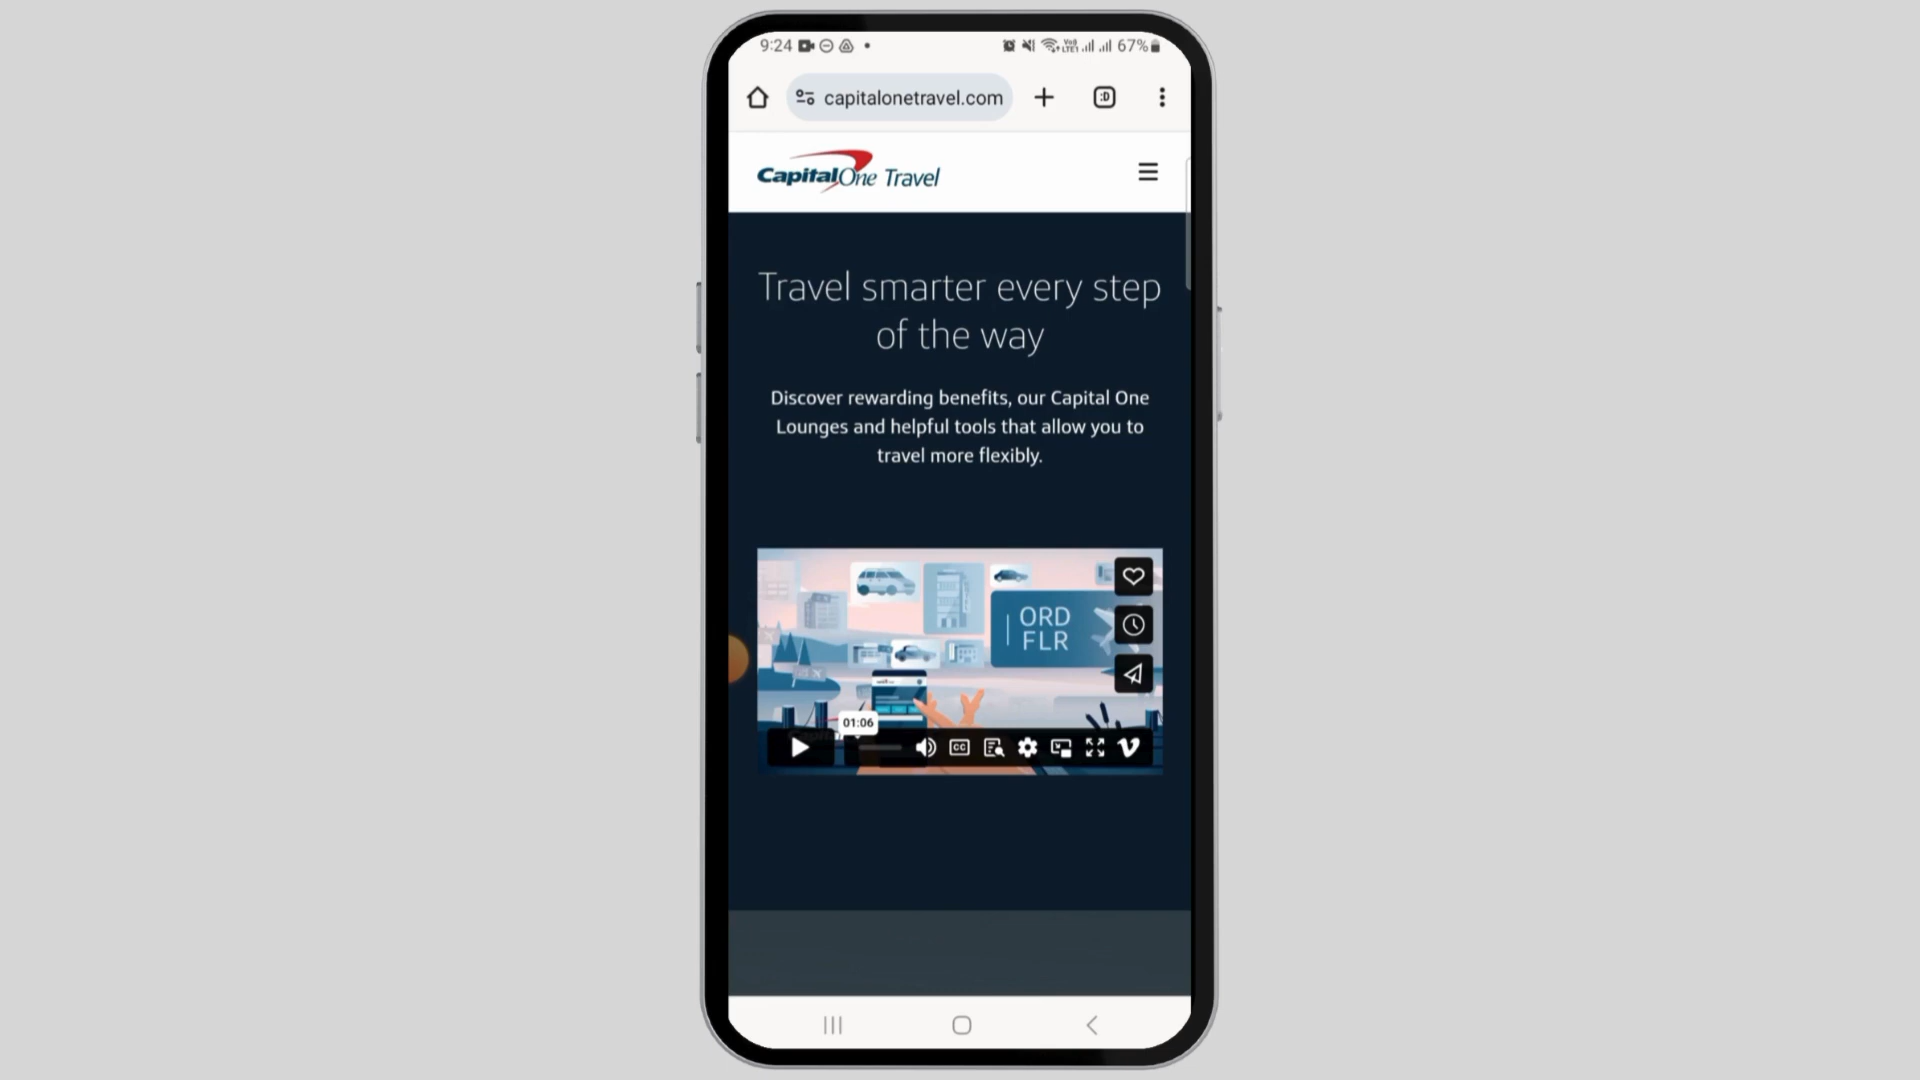 9:24
67%
capitalonetravel.com
:D
CapitalOne Travel
Travel smarter every step
of the way
Discover rewarding benefits, our Capital One
Lounges and helpful tools that allow you to
travel more flexibly.
ORD
FLR
01:06
CC